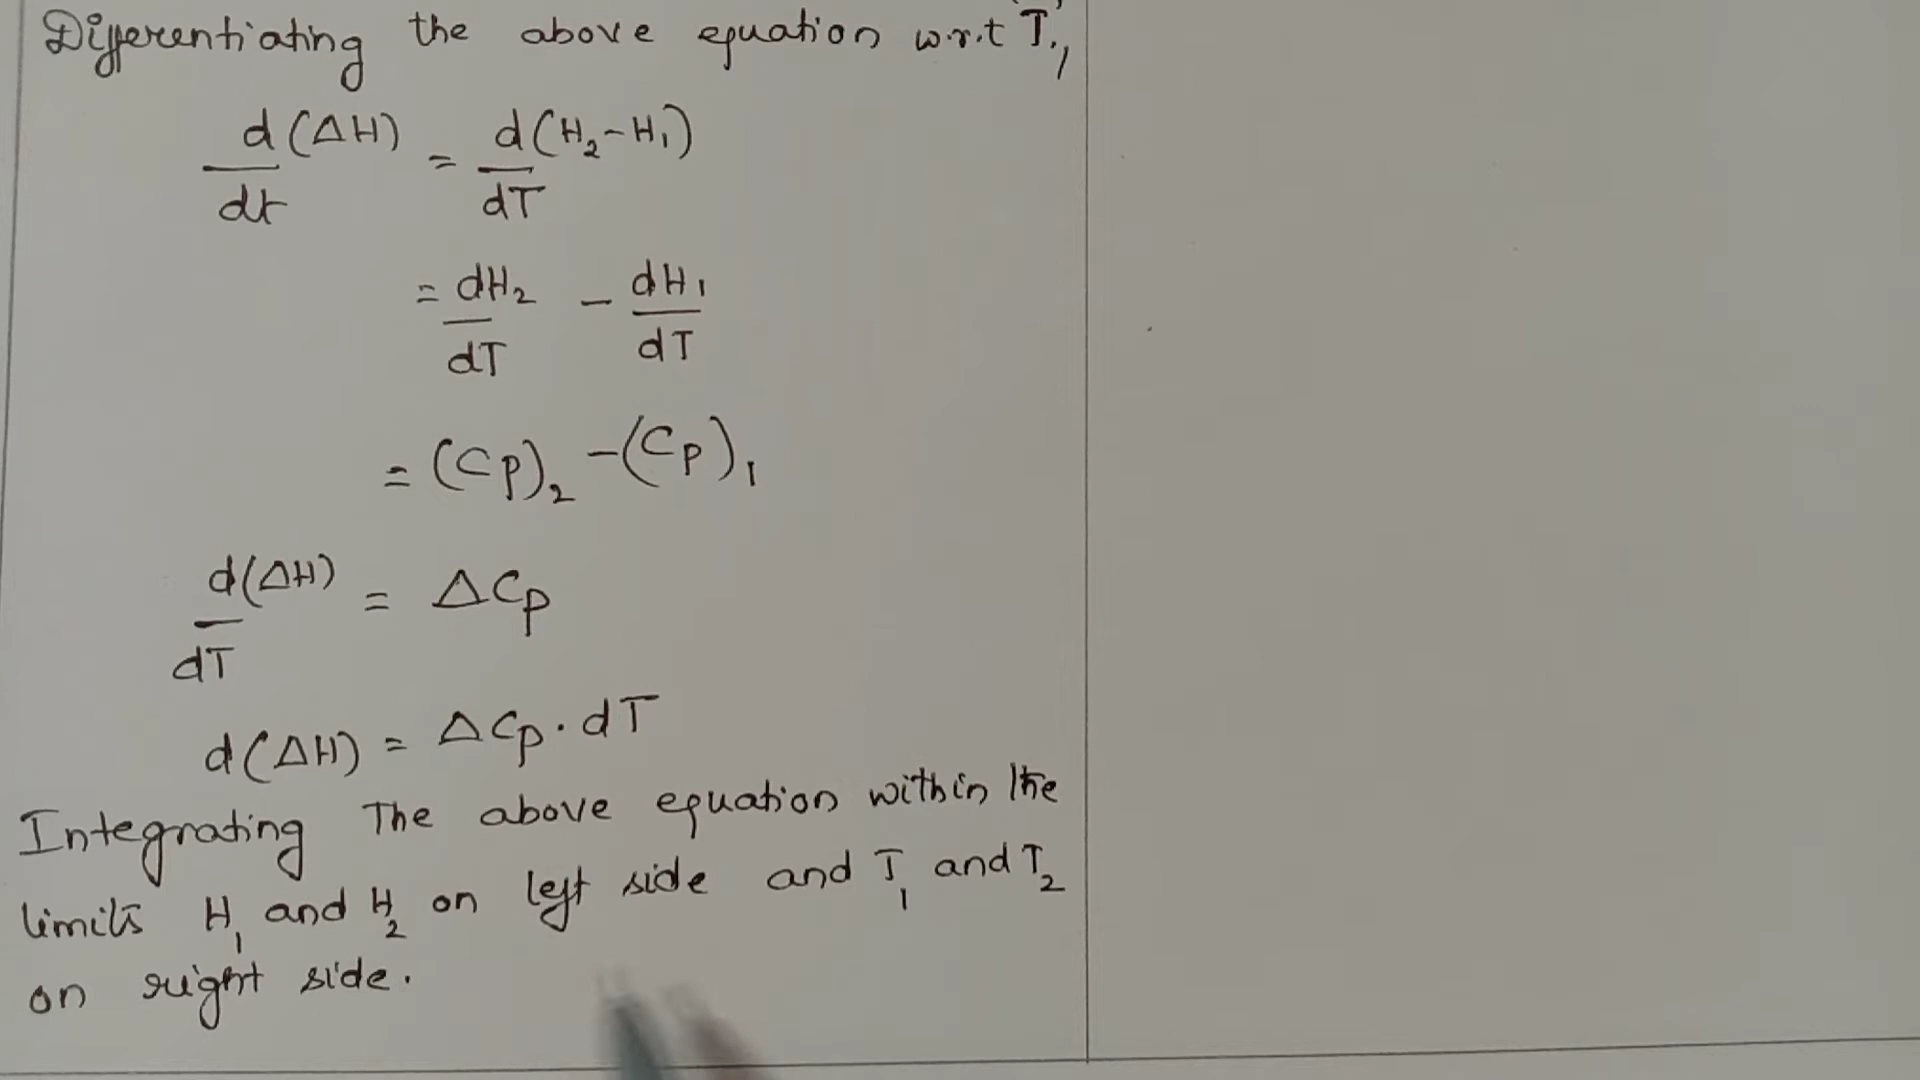 Differentiating the above equation w.r.t 'T',
d(ΔH)/dt = d(H₂-H₁)/dT
= dH₂/dT - dH₁/dT
= (Cp)₂ -(Cp)₁
d(ΔH)/dT = ΔCp
d(ΔH) = ΔCp . dT
Integrating The above equation within the
limits H₁ and H₂ on left side and T₁ and T₂
on right side.